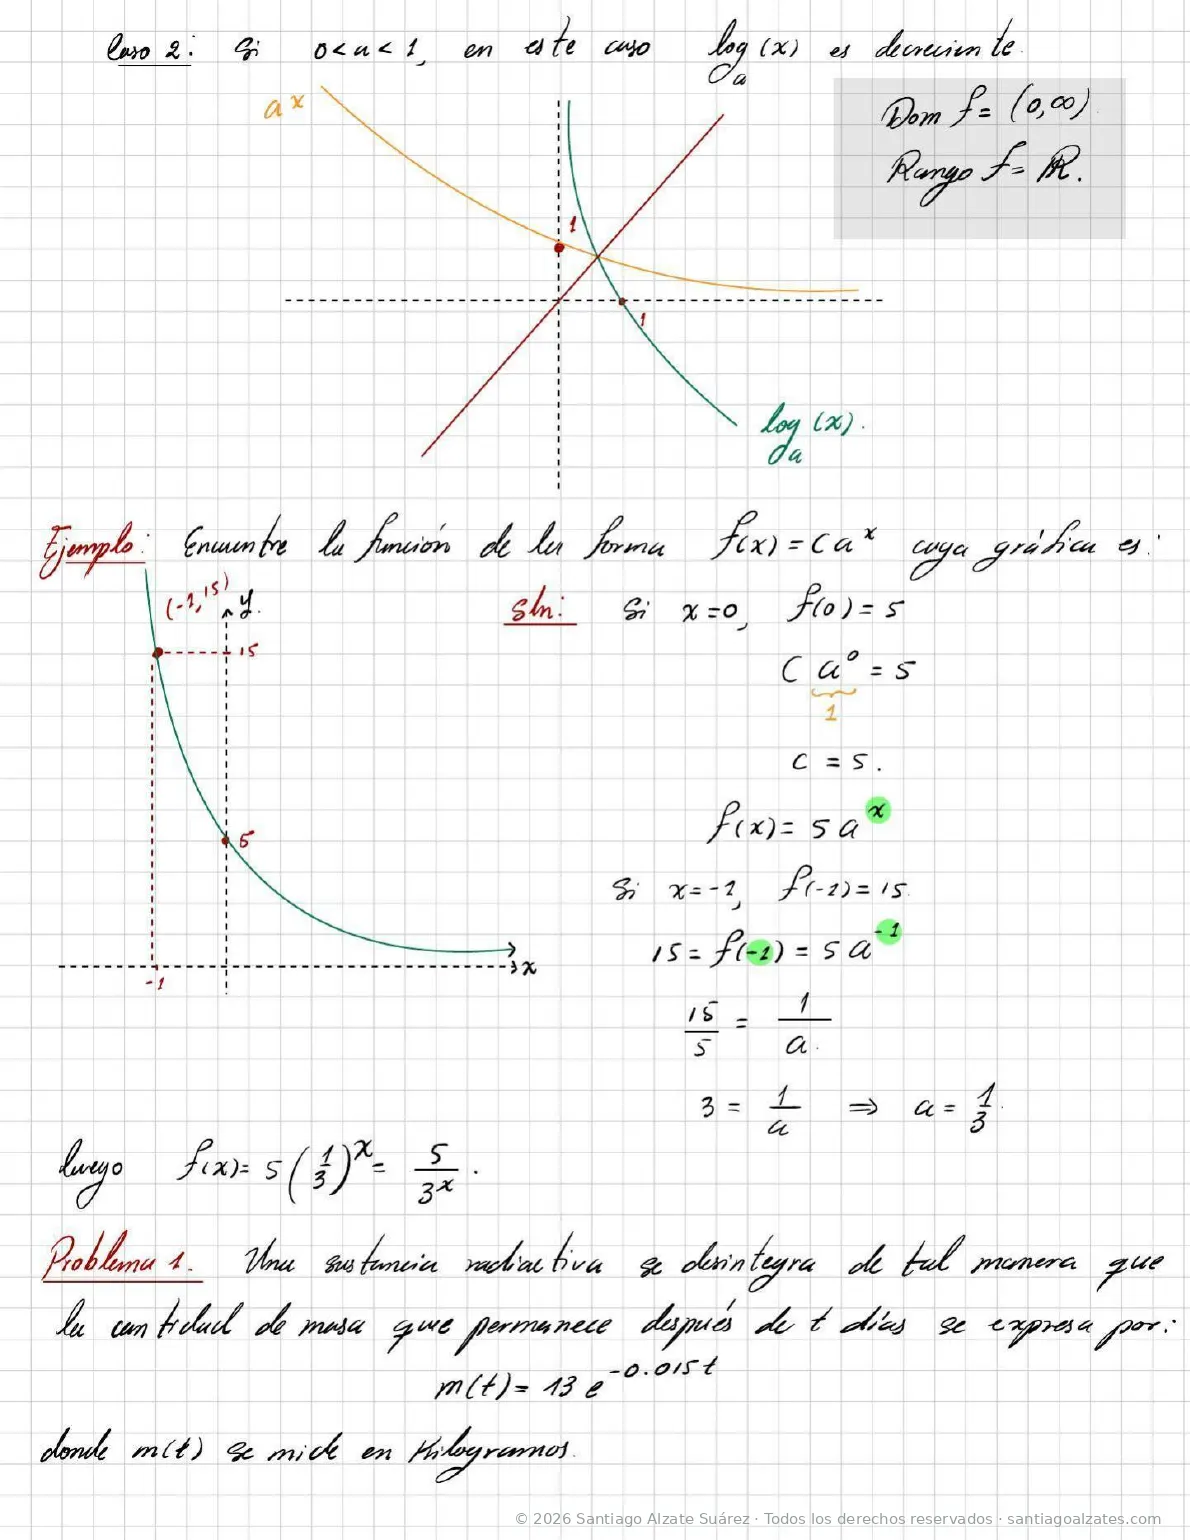 Caso 2: Si 0<a<1, en este caso log_a(x) es decreciente.
a^x
Dom f = (0,∞)
Rango f = ℝ.
1
1
log_a(x).
Ejemplo: Encuentre la función de la forma f(x) = C a^x cuya gráfica es:
(-1,15)
y.
15
5
-1
x
Sln: Si x=0, f(0) = 5
C a^0 = 5
1
C = 5.
f(x) = 5 a^x
Si x=-1, f(-1) = 15.
15 = f(-1) = 5 a^-1
15/5 = 1/a.
3 = 1/a ⇒ a = 1/3.
luego f(x) = 5 (1/3)^x = 5/3^x .
Problema 1. Una sustancia radiactiva se desintegra de tal manera que
la cantidad de masa que permanece después de t días se expresa por:
m(t) = 13 e^-0.015t
donde m(t) se mide en Kilogramos.
© 2026 Santiago Alzate Suárez · Todos los derechos reservados · santiagoalzates.com